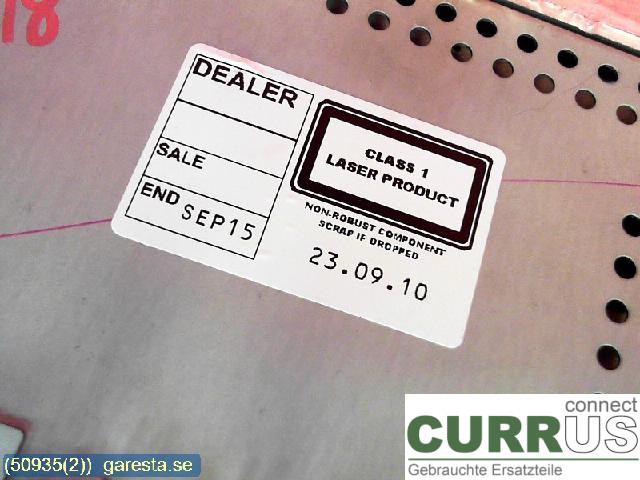 18
DEALER
SALE
END SEP15
CLASS 1
LASER PRODUCT
NON-ROBUST COMPONENT
SCRAP IF DROPPED
23.09.10
connect
CURRUS
Gebrauchte Ersatzteile
(50935(2)) garesta.se